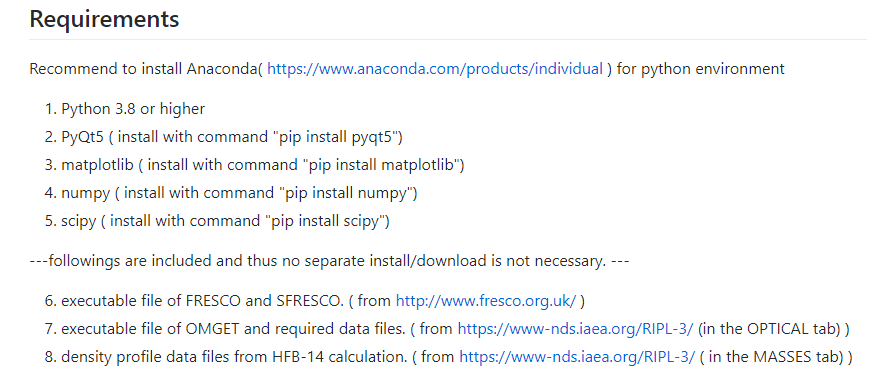 Requirements
Recommend to install Anaconda( https://www.anaconda.com/products/individual ) for python environment
1. Python 3.8 or higher
2. PyQt5 ( install with command "pip install pyqt5")
3. matplotlib ( install with command "pip install matplotlib")
4. numpy ( install with command "pip install numpy")
5. scipy ( install with command "pip install scipy")
---followings are included and thus no separate install/download is not necessary. ---
6. executable file of FRESCO and SFRESCO. ( from http://www.fresco.org.uk/ )
7. executable file of OMGET and required data files. ( from https://www-nds.iaea.org/RIPL-3/ (in the OPTICAL tab) )
8. density profile data files from HFB-14 calculation. ( from https://www-nds.iaea.org/RIPL-3/ ( in the MASSES tab) )